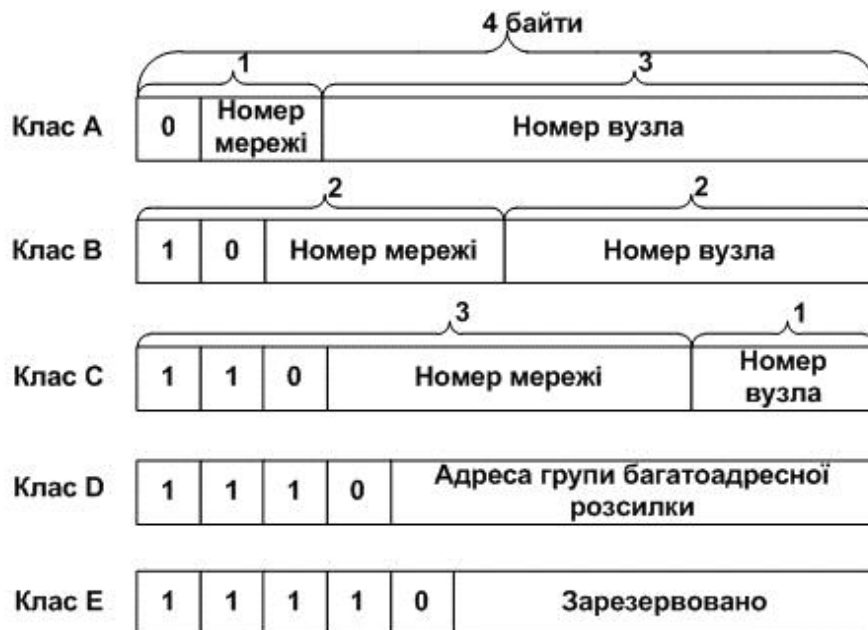 4 байти
1 3
Клас A 0 Номер мережі Номер вузла
2 2
Клас B 1 0 Номер мережі Номер вузла
3 1
Клас C 1 1 0 Номер мережі Номер вузла
Клас D 1 1 1 0 Адреса групи багатоадресної розсилки
Клас E 1 1 1 1 0 Зарезервовано